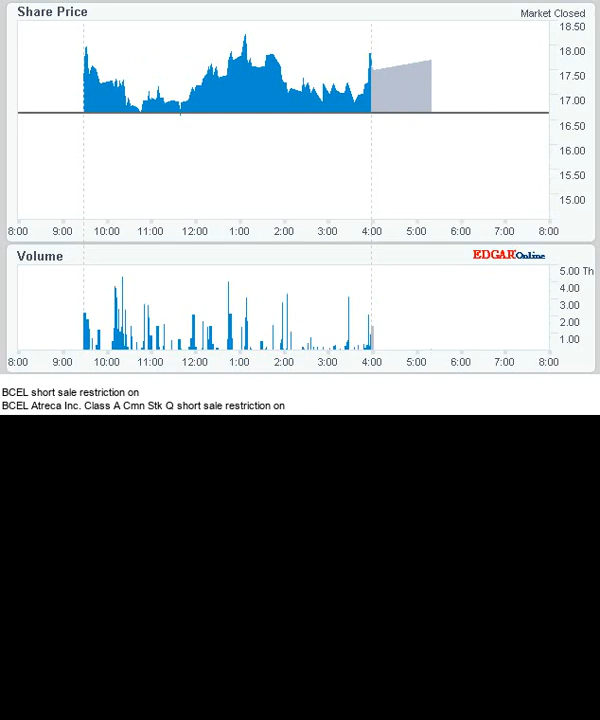 Share Price
Market Closed
18.50
18.00
17.50
17.00
16.50
16.00
15.50
15.00
8:00 9:00 10:00 11:00 12:00 1:00 2:00 3:00 4:00 5:00 6:00 7:00 8:00
Volume
EDGAR Online
5.00 Th
4.00
3.00
2.00
1.00
8:00 9:00 10:00 11:00 12:00 1:00 2:00 3:00 4:00 5:00 6:00 7:00 8:00
BCEL short sale restriction on
BCEL Atreca Inc. Class A Cmn Stk Q short sale restriction on